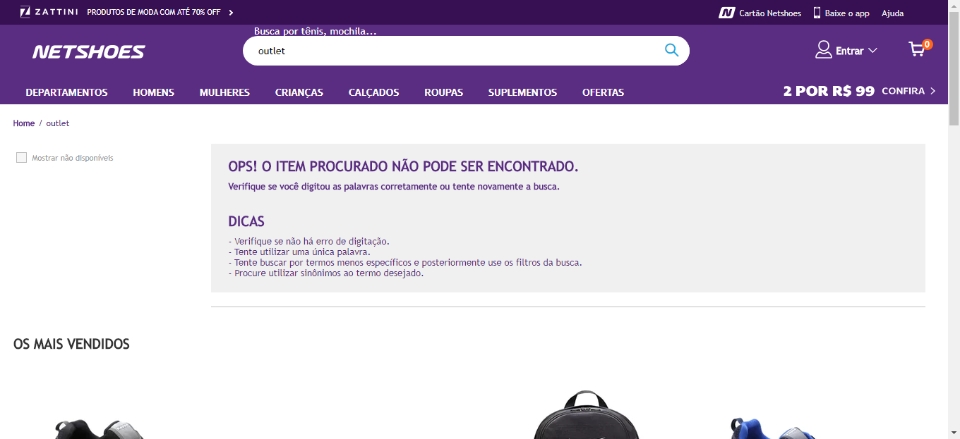 ZATTINI PRODUTOS DE MODA COM ATÉ 70% OFF
Cartão Netshoes Baixe o app Ajuda
Busca por tênis, mochila...
NETSHOES
outlet
Entrar
0
DEPARTAMENTOS HOMENS MULHERES CRIANÇAS CALÇADOS ROUPAS SUPLEMENTOS OFERTAS
2 POR R$ 99 CONFIRA
Home / outlet
Mostrar não disponíveis
OPS! O ITEM PROCURADO NÃO PODE SER ENCONTRADO.
Verifique se você digitou as palavras corretamente ou tente novamente a busca.
DICAS
- Verifique se não há erro de digitação.
- Tente utilizar uma única palavra.
- Tente buscar por termos menos específicos e posteriormente use os filtros da busca.
- Procure utilizar sinônimos ao termo desejado.
OS MAIS VENDIDOS